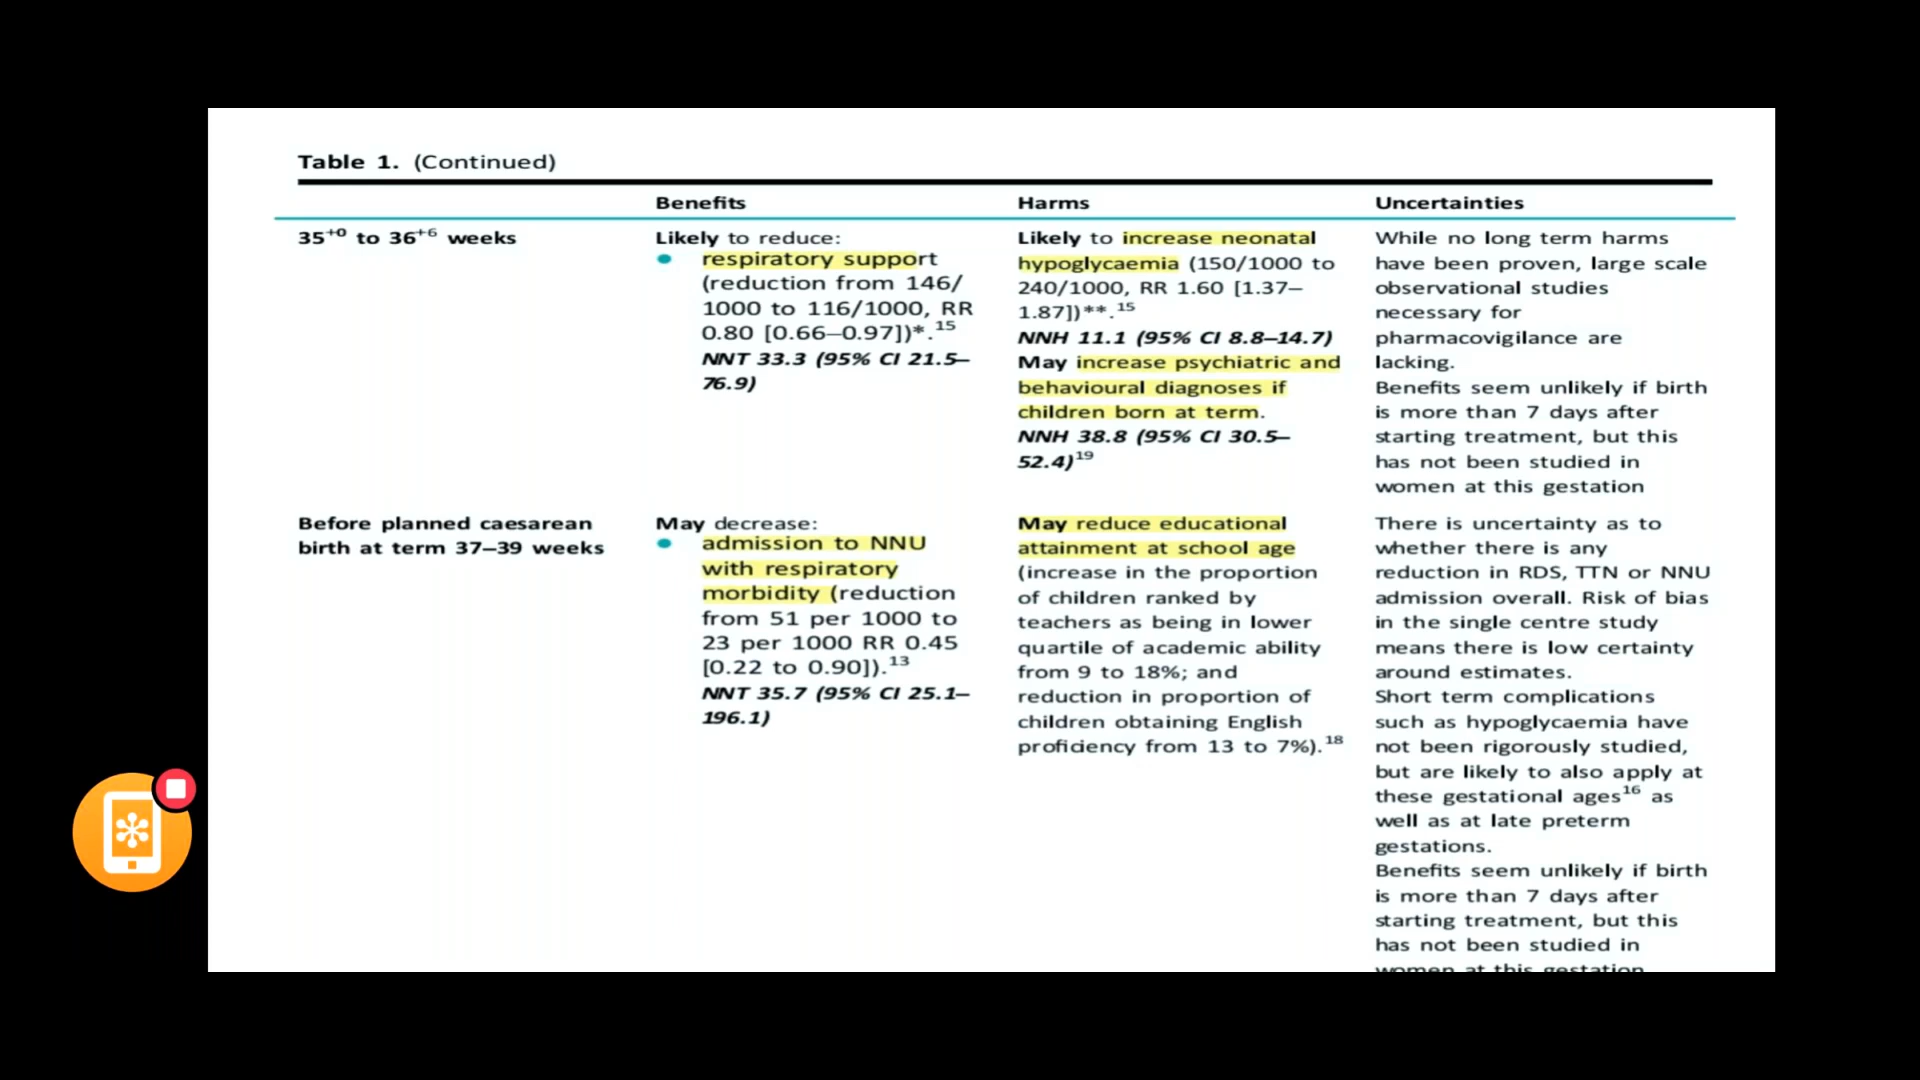 Table 1. (Continued)
Benefits Harms Uncertainties
35+0 to 36+6 weeks
Likely to reduce:
• respiratory support
(reduction from 146/
1000 to 116/1000, RR
0.80 [0.66–0.97])*.15
NNT 33.3 (95% CI 21.5–
76.9)
Likely to increase neonatal
hypoglycaemia (150/1000 to
240/1000, RR 1.60 [1.37–
1.87])**.15
NNH 11.1 (95% CI 8.8–14.7)
May increase psychiatric and
behavioural diagnoses if
children born at term.
NNH 38.8 (95% CI 30.5–
52.4)19
While no long term harms
have been proven, large scale
observational studies
necessary for
pharmacovigilance are
lacking.
Benefits seem unlikely if birth
is more than 7 days after
starting treatment, but this
has not been studied in
women at this gestation
Before planned caesarean
birth at term 37–39 weeks
May decrease:
• admission to NNU
with respiratory
morbidity (reduction
from 51 per 1000 to
23 per 1000 RR 0.45
[0.22 to 0.90]).13
NNT 35.7 (95% CI 25.1–
196.1)
May reduce educational
attainment at school age
(increase in the proportion
of children ranked by
teachers as being in lower
quartile of academic ability
from 9 to 18%; and
reduction in proportion of
children obtaining English
proficiency from 13 to 7%).18
There is uncertainty as to
whether there is any
reduction in RDS, TTN or NNU
admission overall. Risk of bias
in the single centre study
means there is low certainty
around estimates.
Short term complications
such as hypoglycaemia have
not been rigorously studied,
but are likely to also apply at
these gestational ages16 as
well as at late preterm
gestations.
Benefits seem unlikely if birth
is more than 7 days after
starting treatment, but this
has not been studied in
women at this gestation